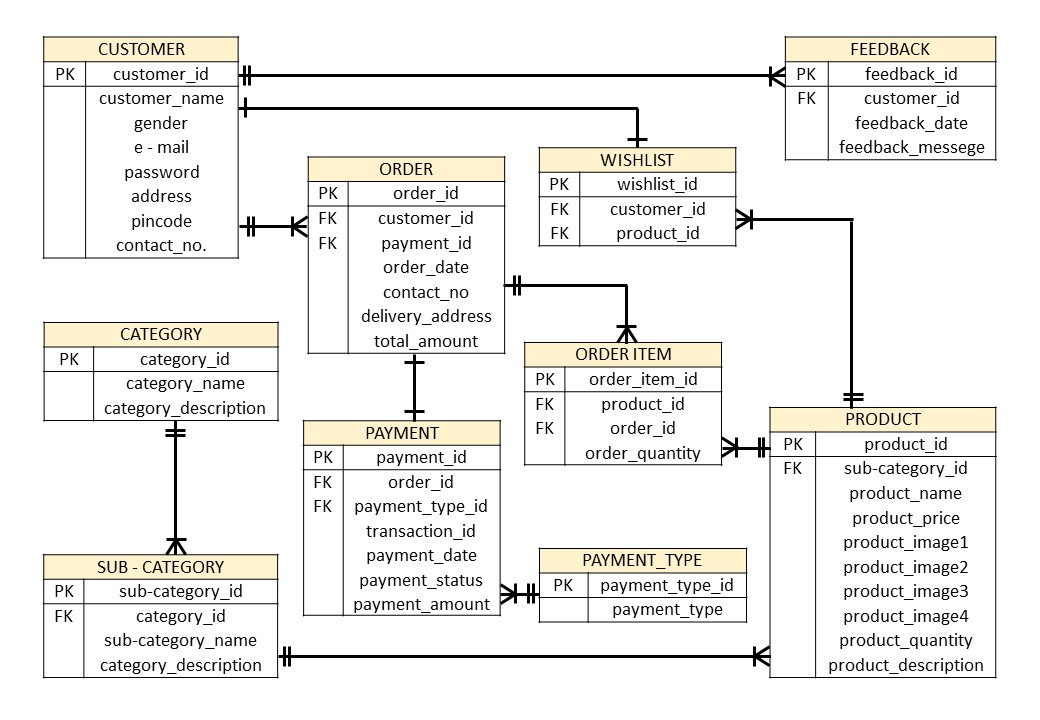 CUSTOMER
PK customer_id
customer_name
gender
e - mail
password
address
pincode
contact_no.
FEEDBACK
PK feedback_id
FK customer_id
feedback_date
feedback_messege
ORDER
PK order_id
FK customer_id
FK payment_id
order_date
contact_no
delivery_address
total_amount
WISHLIST
PK wishlist_id
FK customer_id
FK product_id
CATEGORY
PK category_id
category_name
category_description
ORDER ITEM
PK order_item_id
FK product_id
FK order_id
order_quantity
PAYMENT
PK payment_id
FK order_id
FK payment_type_id
transaction_id
payment_date
payment_status
payment_amount
PRODUCT
PK product_id
FK sub-category_id
product_name
product_price
product_image1
product_image2
product_image3
product_image4
product_quantity
product_description
SUB - CATEGORY
PK sub-category_id
FK category_id
sub-category_name
category_description
PAYMENT_TYPE
PK payment_type_id
payment_type